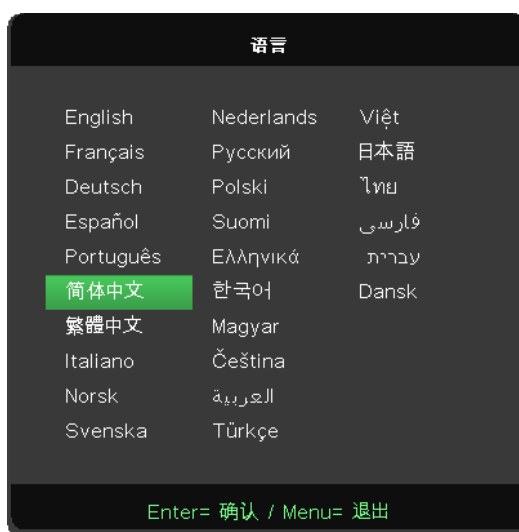 语言
English
Français
Deutsch
Español
Português
简体中文
繁體中文
Italiano
Norsk
Svenska
Nederlands
Русский
Polski
Suomi
Ελληνικά
한국어
Magyar
Čeština
العربية
Türkçe
Việt
日本語
ไทย
فارسی
עברית
Dansk
Enter= 确认 / Menu= 退出